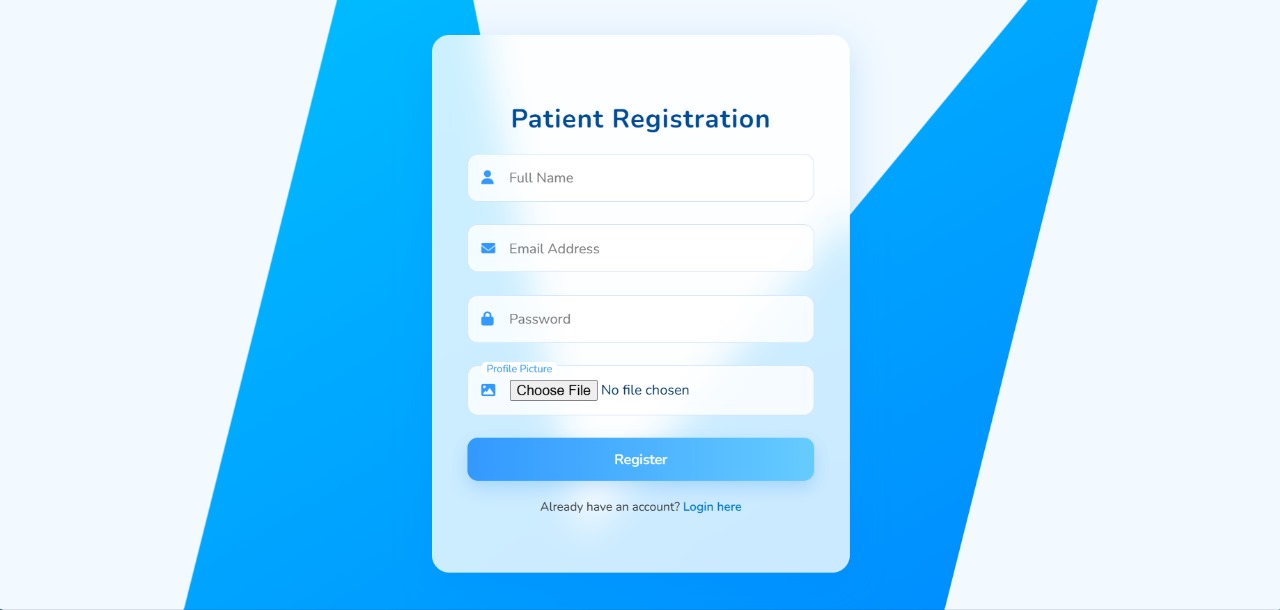 Patient Registration
Full Name
Email Address
Password
Profile Picture
Choose File No file chosen
Register
Already have an account? Login here